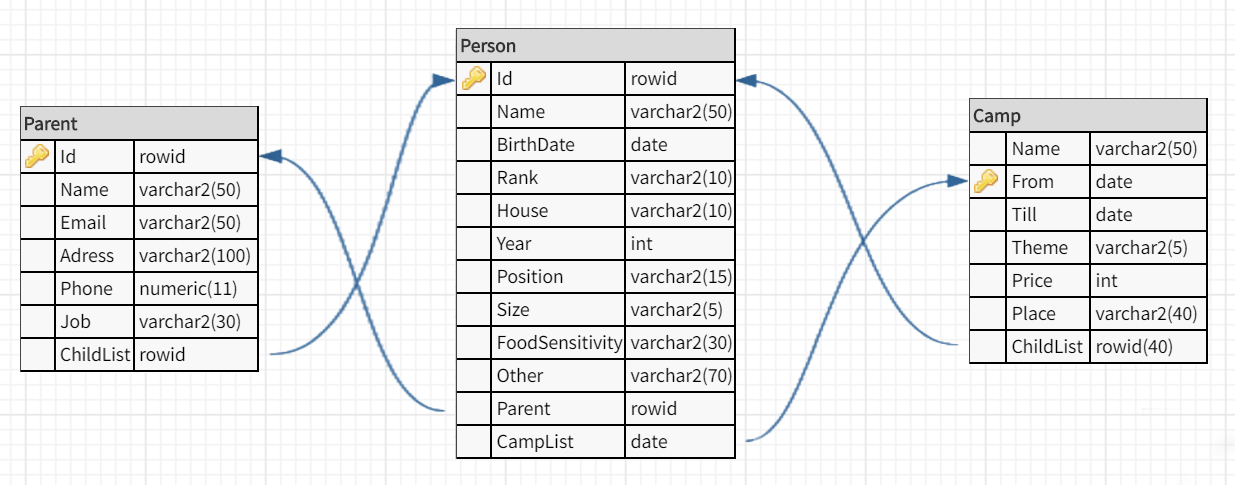 Parent
Id rowid
Name varchar2(50)
Email varchar2(50)
Adress varchar2(100)
Phone numeric(11)
Job varchar2(30)
ChildList rowid
Person
Id rowid
Name varchar2(50)
BirthDate date
Rank varchar2(10)
House varchar2(10)
Year int
Position varchar2(15)
Size varchar2(5)
FoodSensitivity varchar2(30)
Other varchar2(70)
Parent rowid
CampList date
Camp
Name varchar2(50)
From date
Till date
Theme varchar2(5)
Price int
Place varchar2(40)
ChildList rowid(40)